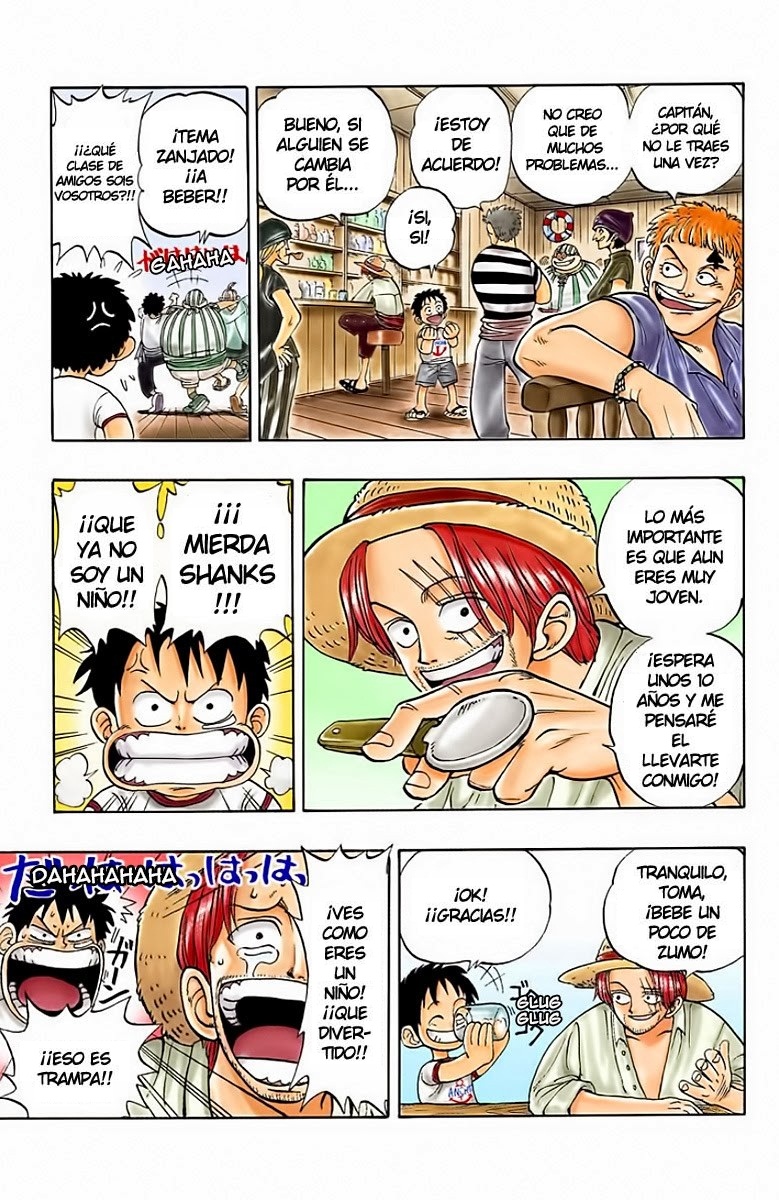 CAPITÁN,
¿POR QUÉ
NO LE TRAES
UNA VEZ?
NO CREO
QUE DE
MUCHOS
PROBLEMAS...
¡ESTOY
DE
ACUERDO!
¡SI,
SI!
BUENO, SI
ALGUIEN SE
CAMBIA
POR ÉL...
¡TEMA
ZANJADO!
¡¡A
BEBER!!
GAHAHA
¡¡¿QUÉ
CLASE DE
AMIGOS SOIS
VOSOTROS?!!
LO MÁS
IMPORTANTE
ES QUE AUN
ERES MUY
JOVEN.
¡ESPERA
UNOS 10
AÑOS Y ME
PENSARÉ
EL
LLEVARTE
CONMIGO!
¡¡¡
MIERDA
SHANKS
!!!
¡¡QUE
YA NO
SOY UN
NIÑO!!
TRANQUILO,
TOMA,
¡BEBE UN
POCO DE
ZUMO!
¡OK!
¡¡GRACIAS!!
GLUG
GLUG
¡VES
COMO
ERES
UN
NIÑO!
¡¡QUE
DIVER-
TIDO!!
DAHAHAHAHA
ガーン
¡¡ESO ES
TRAMPA!!